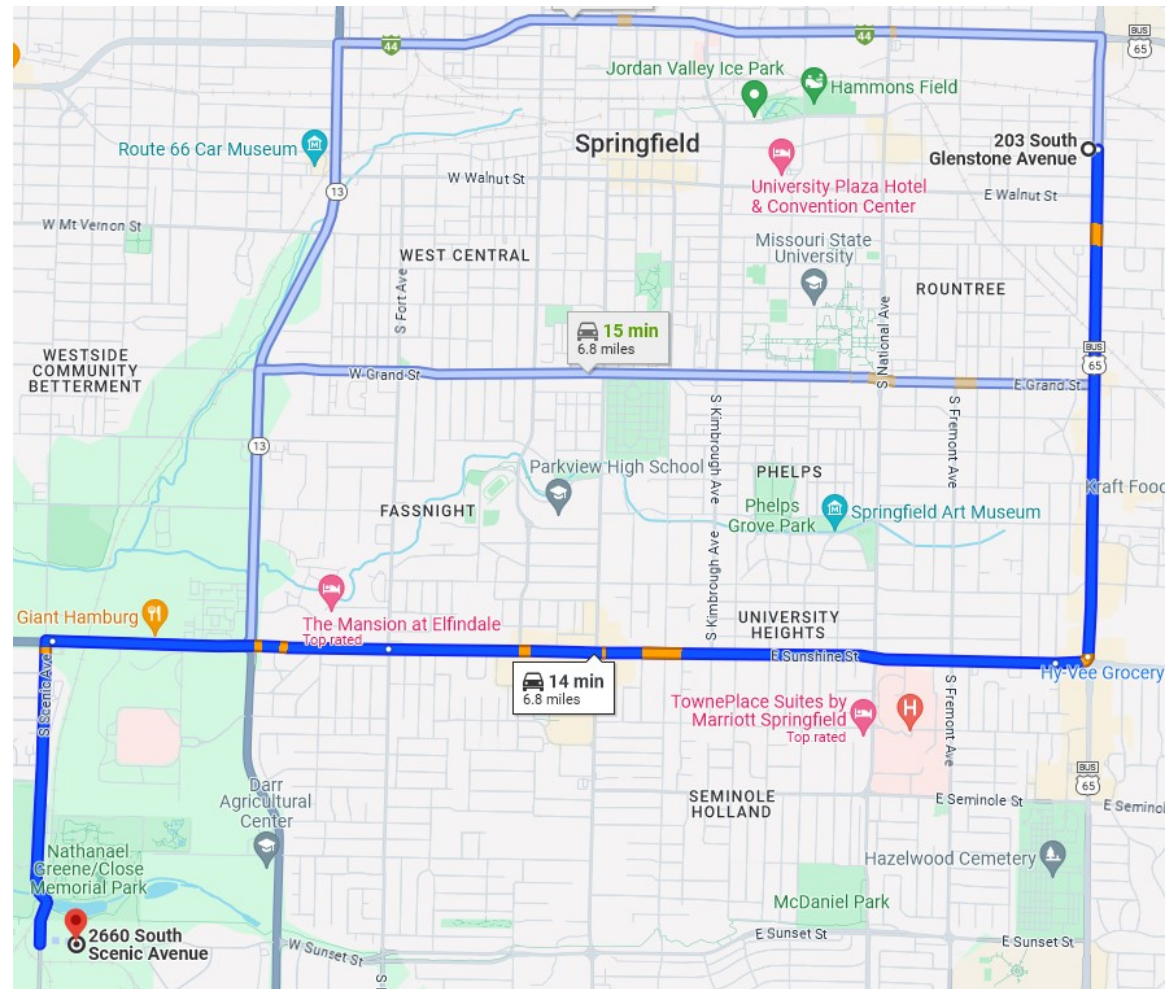 44
44
BUS
65
Jordan Valley Ice Park
Hammons Field
Route 66 Car Museum
Springfield
203 South
Glenstone Avenue
W Walnut St
University Plaza Hotel
& Convention Center
E Walnut St
13
W Mt Vernon St
WEST CENTRAL
Missouri State
University
ROUNTREE
S Fort Ave
S National Ave
15 min
6.8 miles
WESTSIDE
COMMUNITY
BETTERMENT
BUS
65
W Grand St
E Grand St
S Kimbrough Ave
S Fremont Ave
13
Parkview High School
PHELPS
Kraft Food
FASSNIGHT
Phelps
Grove Park
Springfield Art Museum
S Kimbrough Ave
Giant Hamburg
The Mansion at Elfindale
Top rated
UNIVERSITY
HEIGHTS
E Sunshine St
Hy-Vee Grocery
S Scenic Ave
14 min
6.8 miles
TownePlace Suites by
Marriott Springfield
Top rated
H
S Fremont Ave
BUS
65
Darr
Agricultural
Center
SEMINOLE
HOLLAND
E Seminole St
E Seminol
Nathanael
Greene/Close
Memorial Park
Hazelwood Cemetery
McDaniel Park
2660 South
Scenic Avenue
W Sunset St
E Sunset St
E Sunset St
S